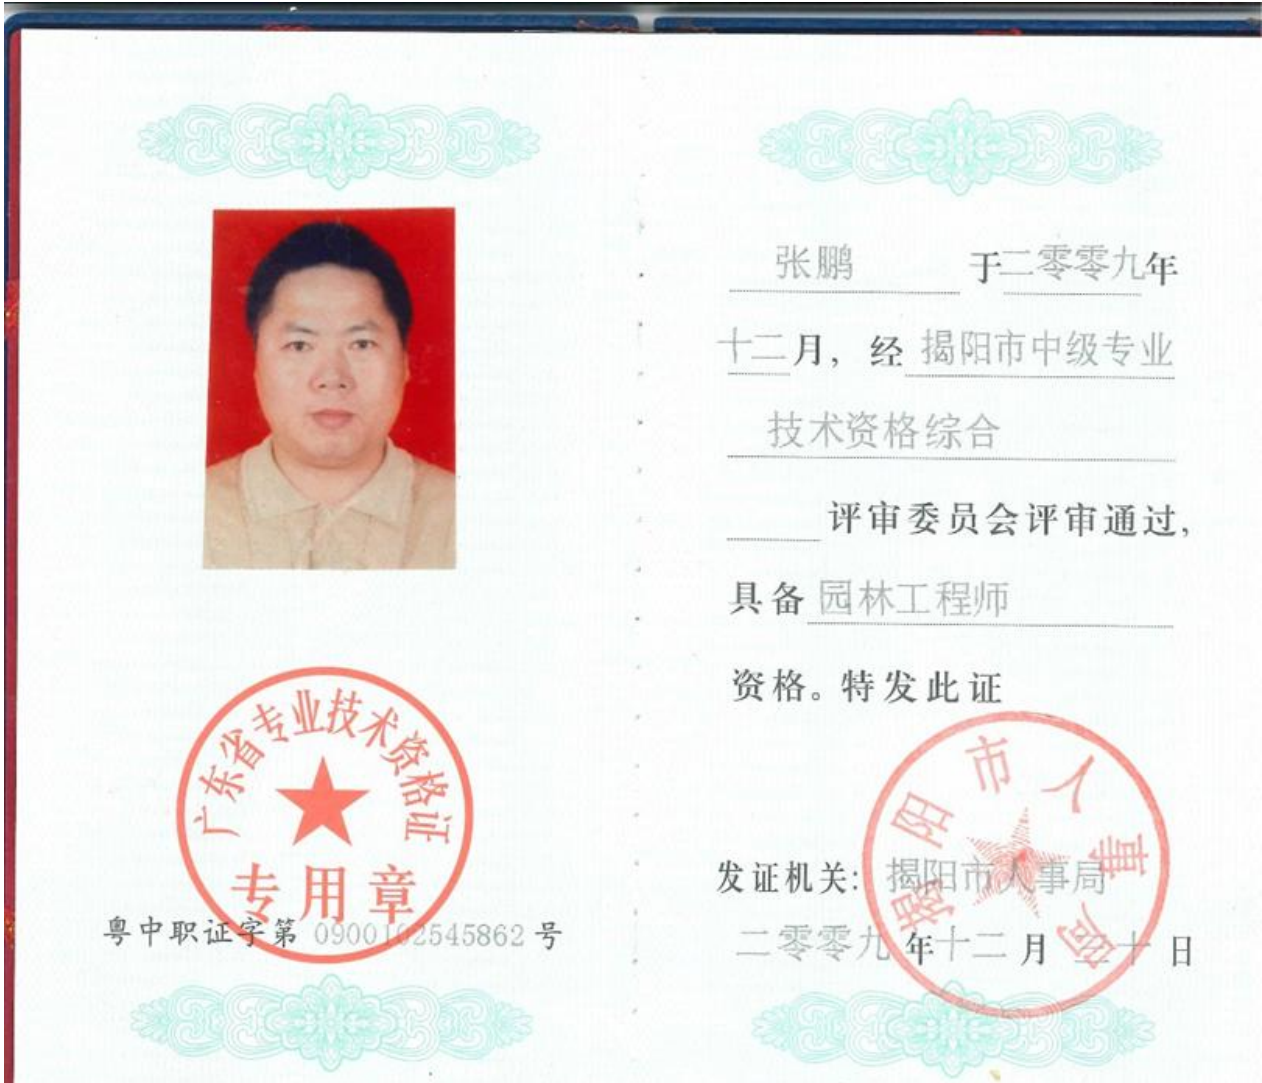 广东省专业技术资格证
专用章
粤中职证字第 0900102545862 号
张鹏 于二零零九年
十二月，经 揭阳市中级专业
技术资格综合
评审委员会评审通过，
具备 园林工程师
资格。特发此证
揭阳市人事局
发证机关: 揭阳市人事局
二零零九 年十二月 十 日